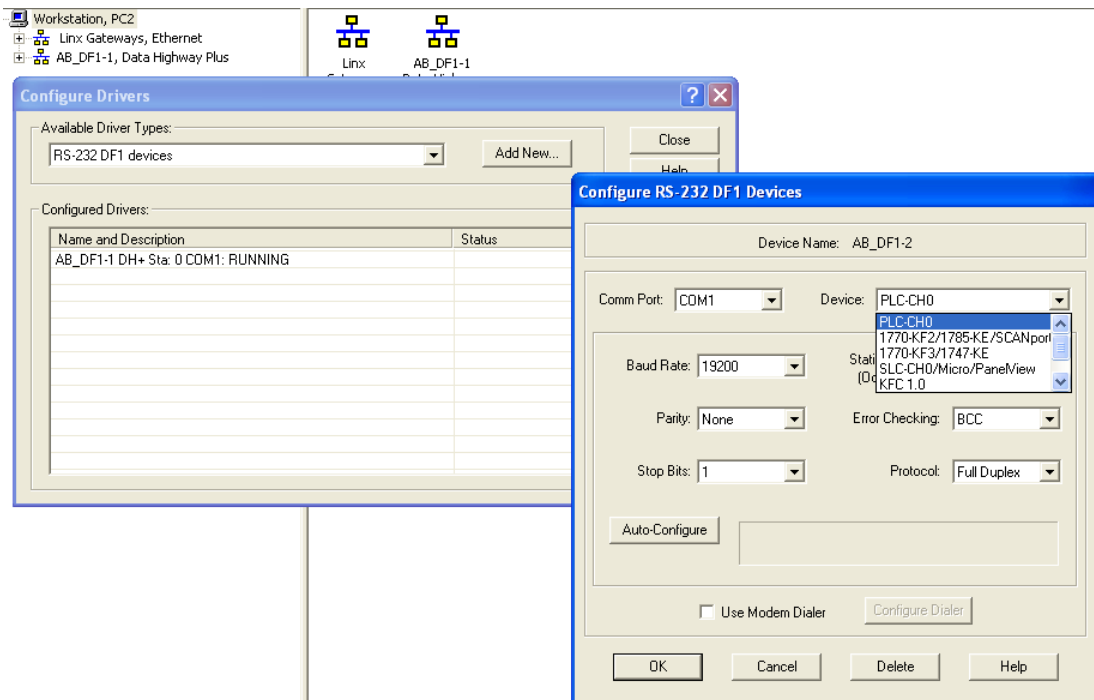 Workstation, PC2
Linx Gateways, Ethernet
AB_DF1-1, Data Highway Plus
Linx
AB_DF1-1
Configure Drivers
Available Driver Types:
RS-232 DF1 devices
Add New...
Close
Help
Configured Drivers:
Name and Description Status
AB_DF1-1 DH+ Sta: 0 COM1: RUNNING
Configure RS-232 DF1 Devices
Device Name: AB_DF1-2
Comm Port: COM1 Device: PLC-CH0
PLC-CH0
1770-KF2/1785-KE/SCANport
1770-KF3/1747-KE
SLC-CH0/Micro/PanelView
KFC 1.0
Baud Rate: 19200
Parity: None Error Checking: BCC
Stop Bits: 1 Protocol: Full Duplex
Auto-Configure
Use Modem Dialer Configure Dialer
OK Cancel Delete Help